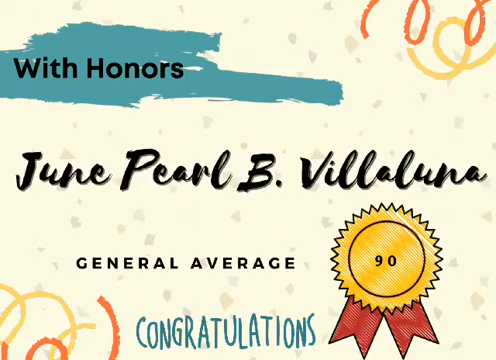 With Honors
June Pearl B. Villaluna
GENERAL AVERAGE
90
CONGRATULATIONS